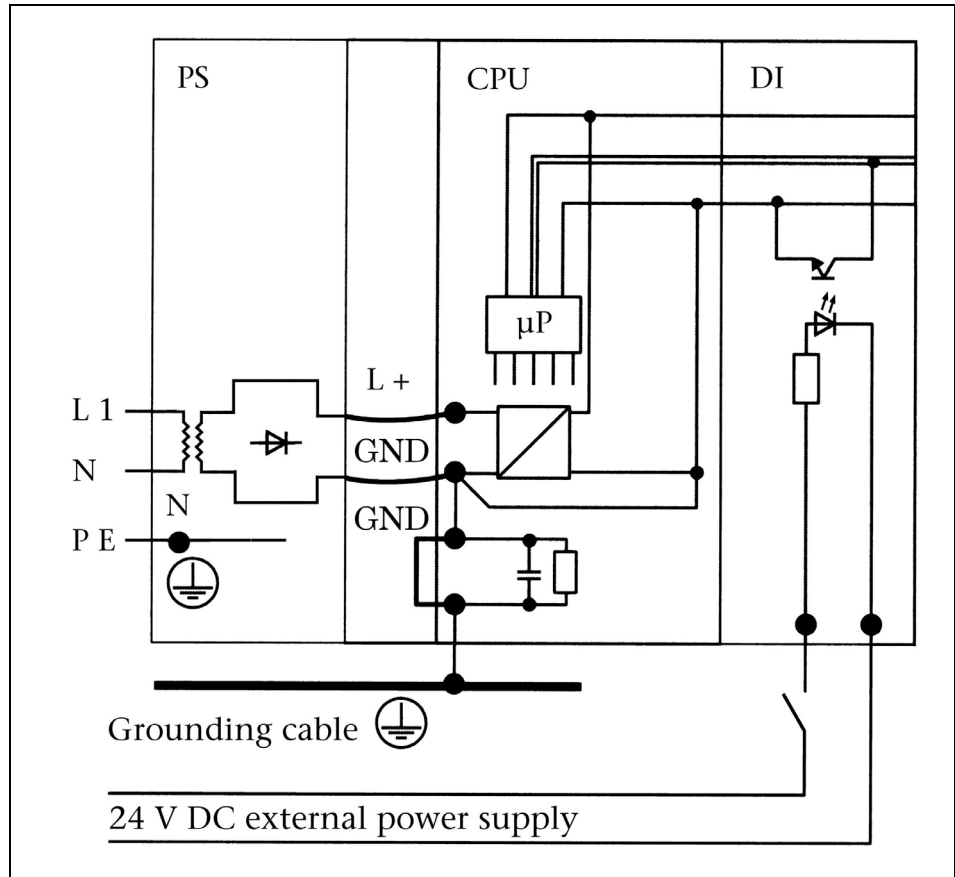 PS
CPU
DI
µP
L +
L 1
GND
N
N
GND
P E
Grounding cable
24 V DC external power supply